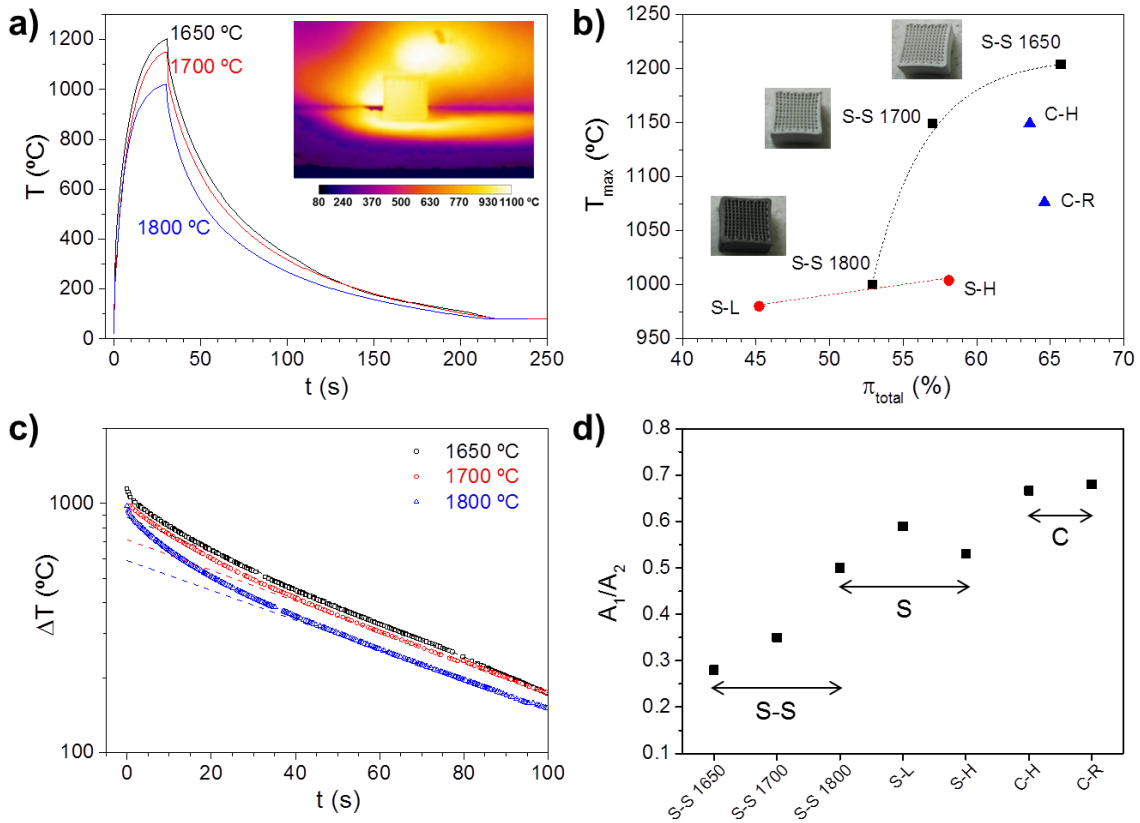 a)
1650 ºC
1700 ºC
1800 ºC
T (ºC)
1200
1000
800
600
400
200
0
80 240 370 500 630 770 930 1100 ºC
0 50 100 150 200 250
t (s)
b)
S-S 1650
S-S 1700
C-H
C-R
S-S 1800
S-L
S-H
Tmax (ºC)
1250
1200
1150
1100
1050
1000
950
40 45 50 55 60 65 70
πtotal (%)
c)
1650 ºC
1700 ºC
1800 ºC
ΔT (ºC)
1000
100
0 20 40 60 80 100
t (s)
d)
A1/A2
0.8
0.7
0.6
0.5
0.4
0.3
0.2
0.1
C
S
S-S
S-S 1650
S-S 1700
S-S 1800
S-L
S-H
C-H
C-R